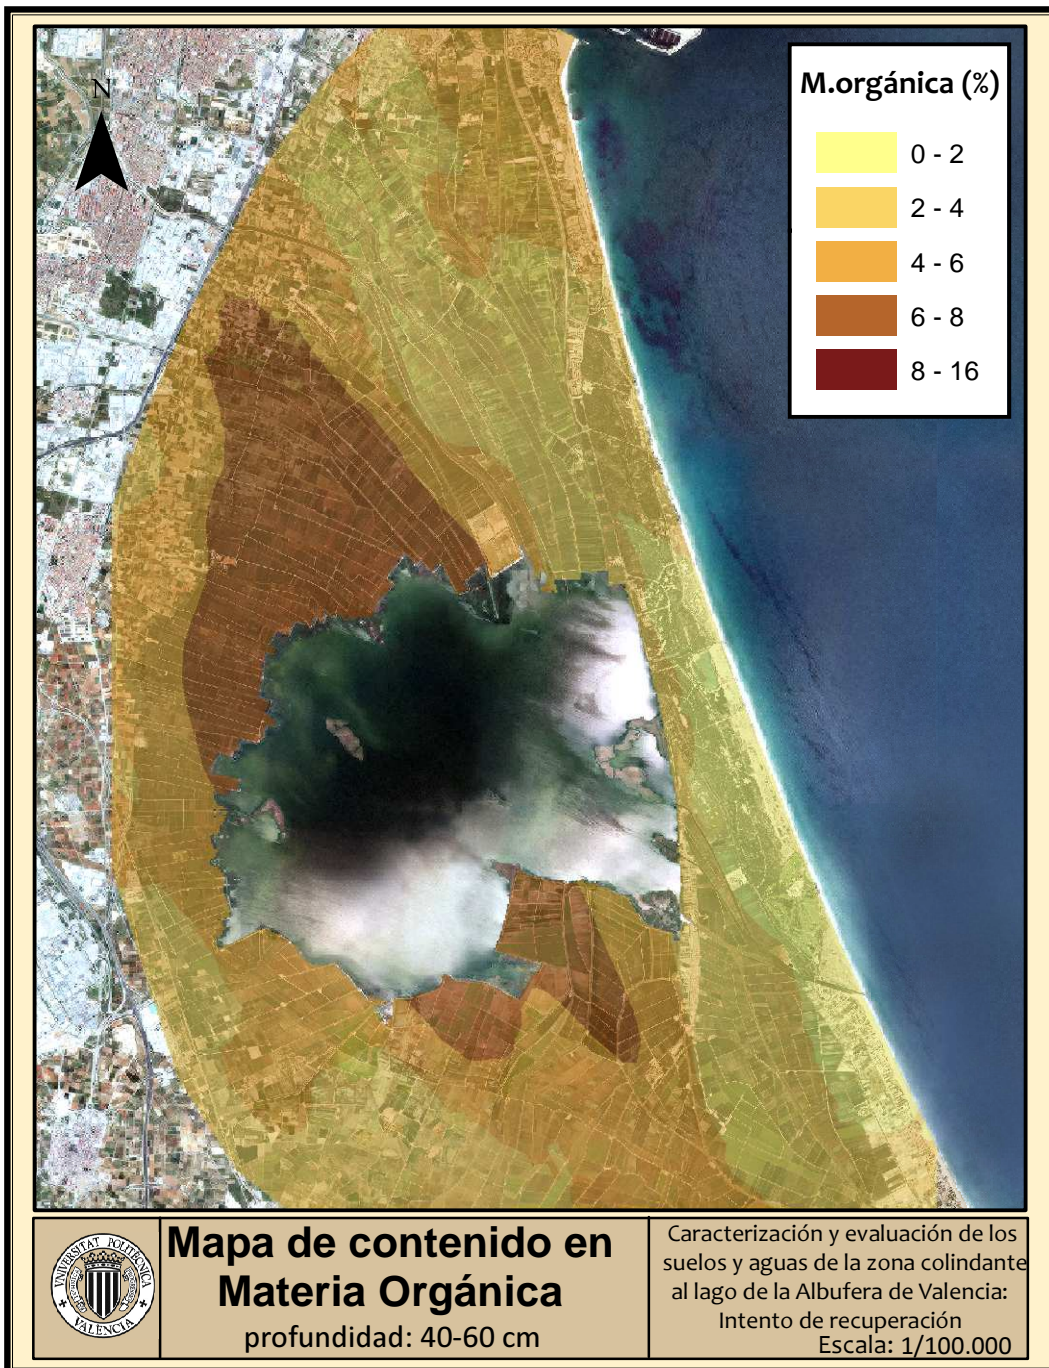 N
M.orgánica (%)
0 - 2
2 - 4
4 - 6
6 - 8
8 - 16
UNIVERSITAT POLITÈCNICA
VALÈNCIA
Mapa de contenido en
Materia Orgánica
profundidad: 40-60 cm
Caracterización y evaluación de los
suelos y aguas de la zona colindante
al lago de la Albufera de Valencia:
Intento de recuperación
Escala: 1/100.000